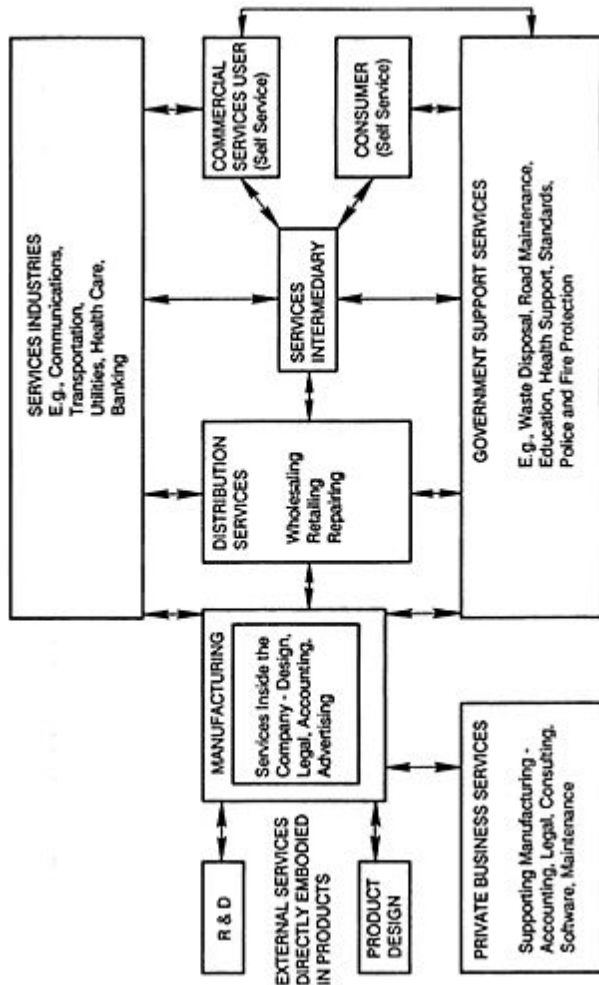 SERVICES INDUSTRIES
E.g., Communications,
Transportation,
Utilities, Health Care,
Banking
COMMERCIAL
SERVICES USER
(Self Service)
CONSUMER
(Self Service)
SERVICES
INTERMEDIARY
DISTRIBUTION
SERVICES
Wholesaling
Retailing
Repairing
MANUFACTURING
Services Inside the
Company - Design,
Legal, Accounting,
Advertising
R & D
EXTERNAL SERVICES
DIRECTLY EMBODIED
IN PRODUCTS
PRODUCT
DESIGN
PRIVATE BUSINESS SERVICES
Supporting Manufacturing -
Accounting, Legal, Consulting,
Software, Maintenance
GOVERNMENT SUPPORT SERVICES
E.g., Waste Disposal, Road Maintenance,
Education, Health Support, Standards,
Police and Fire Protection